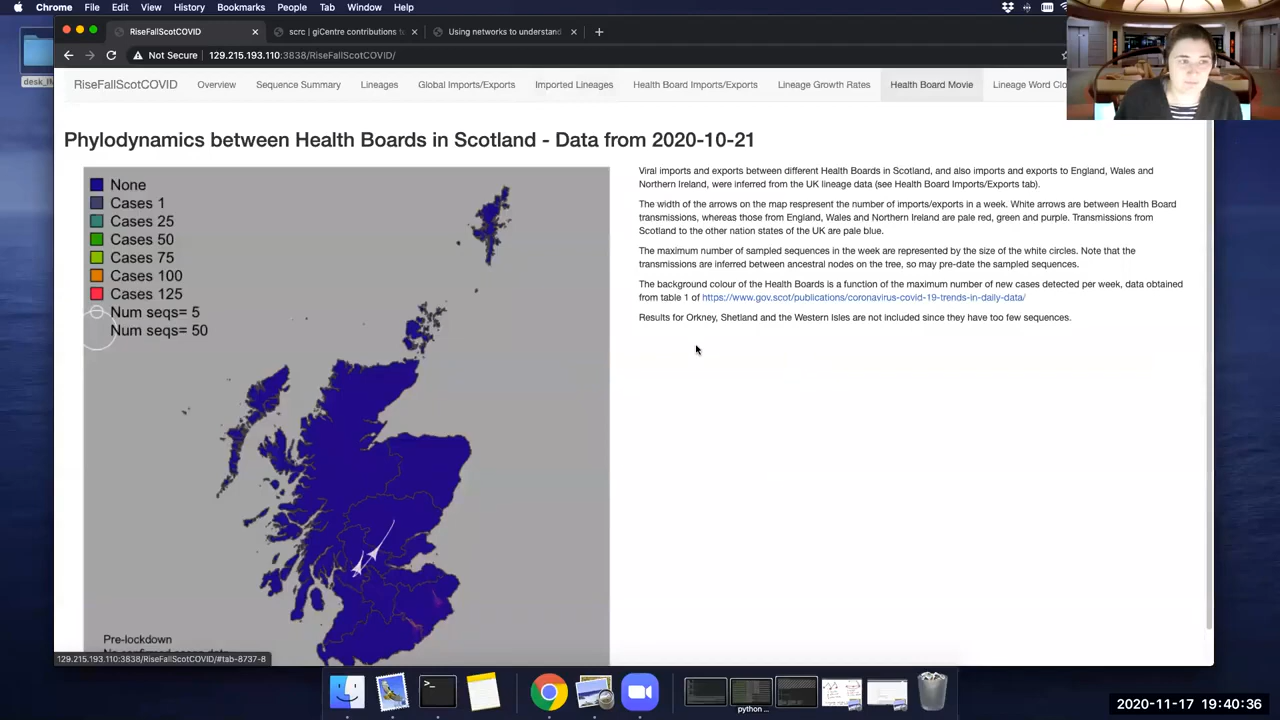 Chrome File Edit View History Bookmarks People Tab Window Help
RiseFallScotCOVID
scrc | giCentre contributions
Using networks to understand
Not Secure 129.215.193.110:3838/RiseFallScotCOVID/
RiseFallScotCOVID Overview Sequence Summary Lineages Global Imports/Exports Imported Lineages Health Board Imports/Exports Lineage Growth Rates Health Board Movie Lineage Word Clo
Phylodynamics between Health Boards in Scotland - Data from 2020-10-21
None
Cases 1
Cases 25
Cases 50
Cases 75
Cases 100
Cases 125
Num seqs= 5
Num seqs= 50
Pre-lockdown
Viral imports and exports between different Health Boards in Scotland, and also imports and exports to England, Wales and
Northern Ireland, were inferred from the UK lineage data (see Health Board Imports/Exports tab).
The width of the arrows on the map respresent the number of imports/exports in a week. White arrows are between Health Board
transmissions, whereas those from England, Wales and Northern Ireland are pale red, green and purple. Transmissions from
Scotland to the other nation states of the UK are pale blue.
The maximum number of sampled sequences in the week are represented by the size of the white circles. Note that the
transmissions are inferred between ancestral nodes on the tree, so may pre-date the sampled sequences.
The background colour of the Health Boards is a function of the maximum number of new cases detected per week, data obtained
from table 1 of https://www.gov.scot/publications/coronavirus-covid-19-trends-in-daily-data/
Results for Orkney, Shetland and the Western Isles are not included since they have too few sequences.
129.215.193.110:3838/RiseFallScotCOVID/#tab-8737-8
python ...
2020-11-17 19:40:36